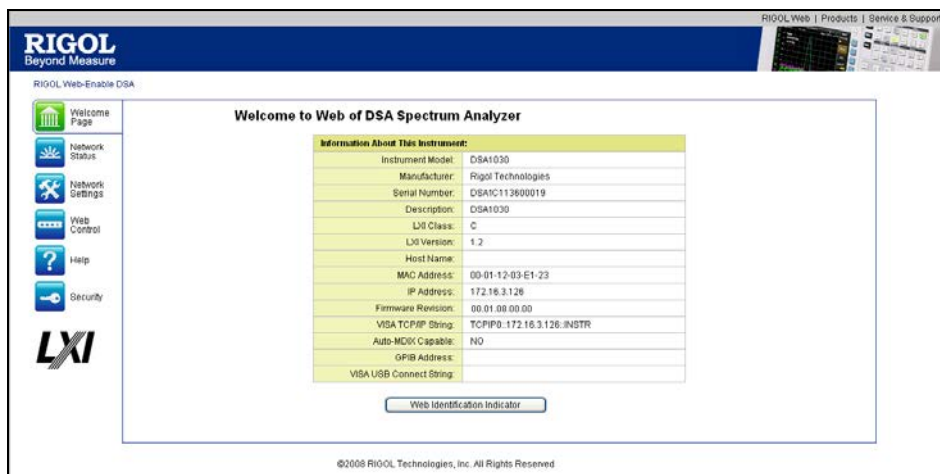 RIGOL Web | Products | Service & Support
RIGOL
Beyond Measure
RIGOL Web-Enable DSA
Welcome Page
Network Status
Network Settings
Web Control
Help
Security
LXI
Welcome to Web of DSA Spectrum Analyzer
Information About This Instrument:
Instrument Model: DSA1030
Manufacturer: Rigol Technologies
Serial Number: DSA1C113600019
Description: DSA1030
LXI Class: C
LXI Version: 1.2
Host Name:
MAC Address: 00-01-12-03-E1-23
IP Address: 172.16.3.126
Firmware Revision: 00.01.00.00.00
VISA TCP/IP String: TCPIP0::172.16.3.126::INSTR
Auto-MDIX Capable: NO
GPIB Address:
VISA USB Connect String:
Web Identification Indicator
©2008 RIGOL Technologies, Inc. All Rights Reserved